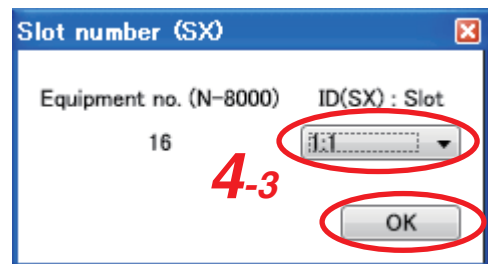 Slot number (SX)
Equipment no. (N-8000) ID(SX) : Slot
16 1:1
4-3
OK